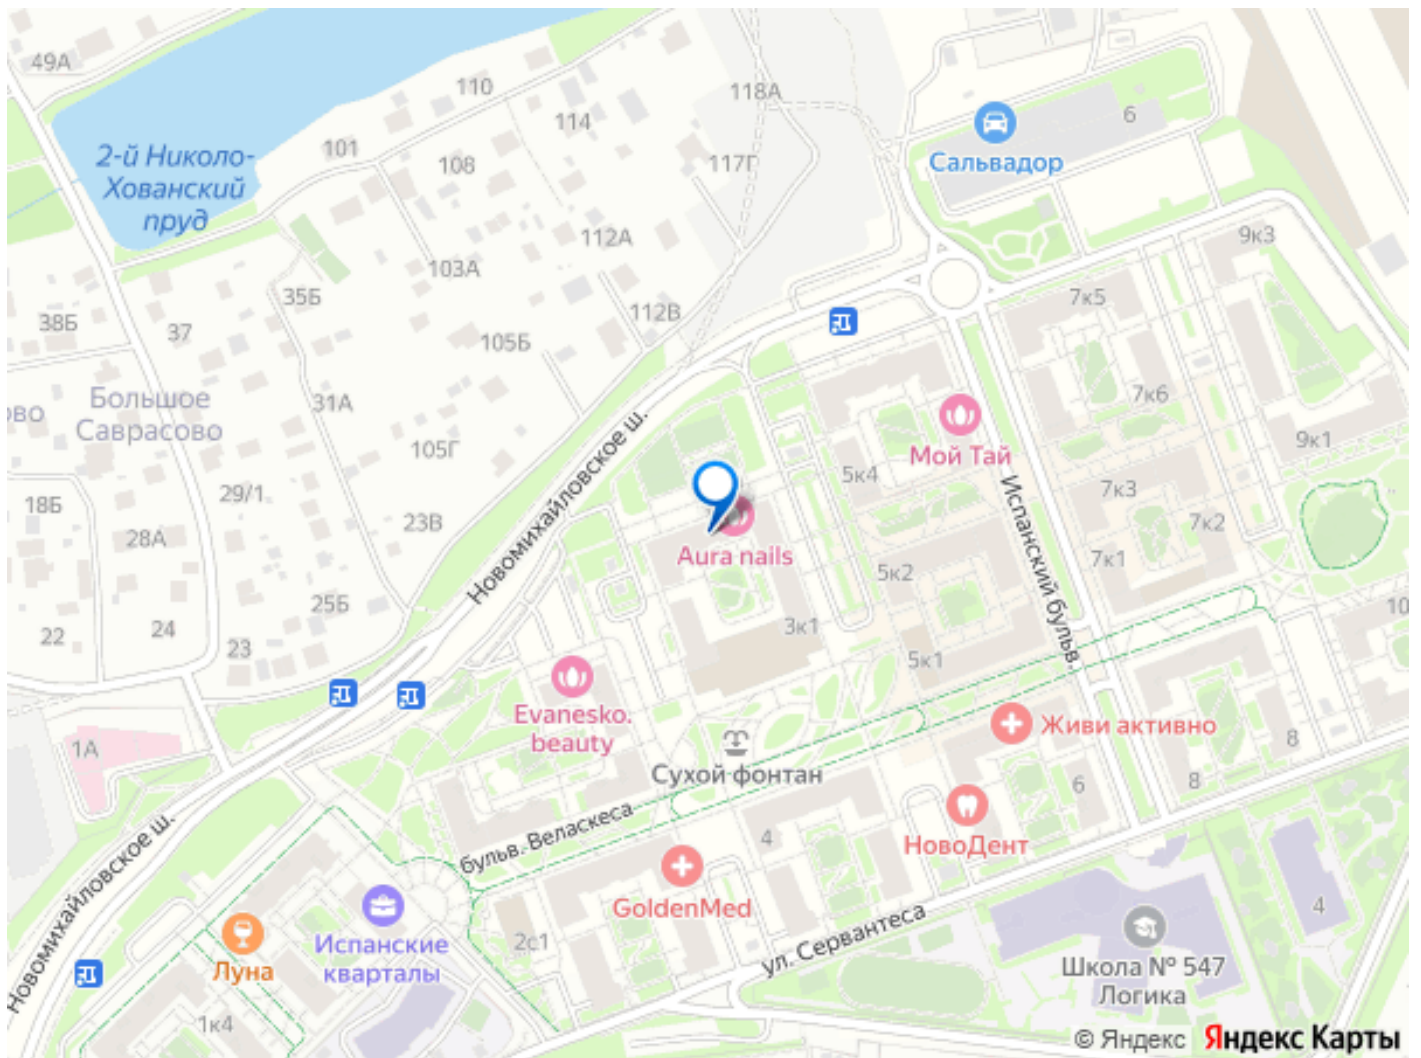 49А
110
118А
114
6
101
2-й Николо-
Хованский
пруд
108
117Г
Сальвадор
112А
9к3
103А
35Б
7к5
38Б
37
112В
105Б
7к6
Большое
Саврасово
ово
31А
Новомихайловское ш.
Мой Тай
9к1
105Г
5к4
18Б
29/1
7к3
23В
7к2
28А
Aura nails
Испанский бульв.
7к1
5к2
25Б
10
22
24
23
3к1
5к1
Evanesko.
beauty
Живи активно
1А
8
Сухой фонтан
6
8
Новомихайловское ш.
бульв. Веласкеса
4
НовоДент
GoldenMed
4
2с1
ул. Сервантеса
Испанские
кварталы
Луна
Школа № 547
Логика
1к4
© Яндекс Яндекс Карты